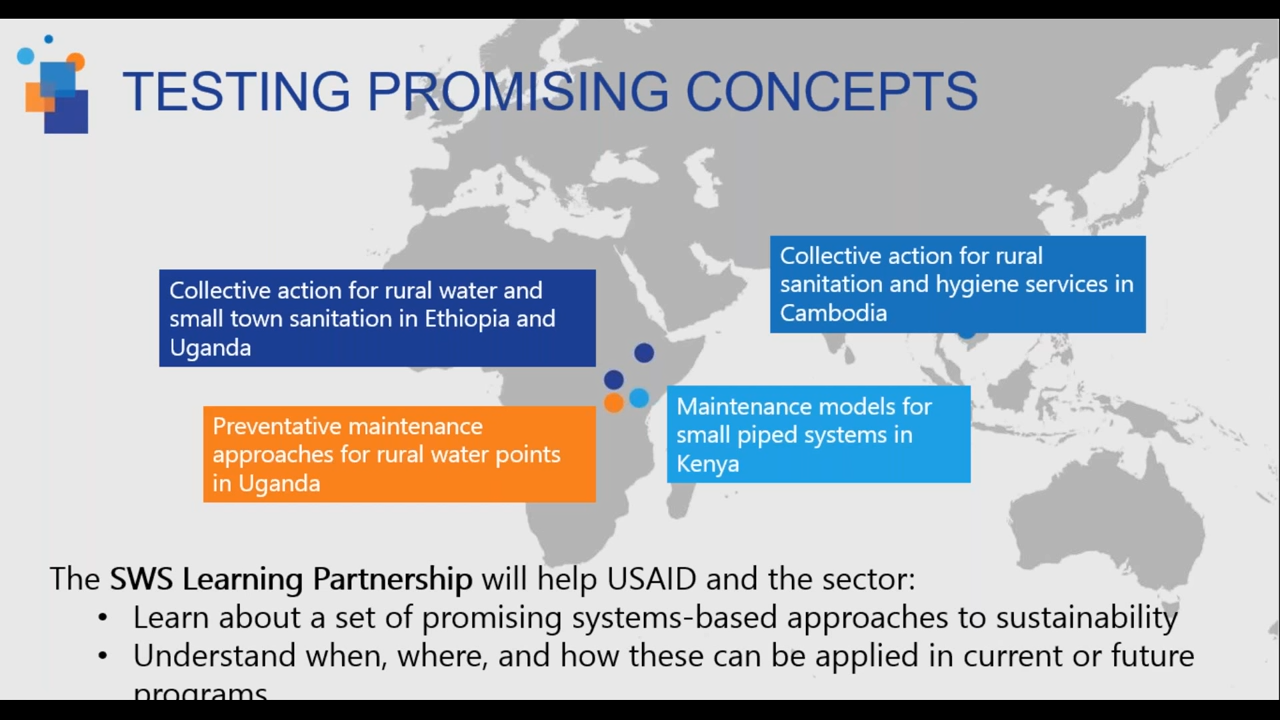 TESTING PROMISING CONCEPTS
Collective action for rural
sanitation and hygiene services in
Cambodia
Collective action for rural water and
small town sanitation in Ethiopia and
Uganda
Maintenance models for
small piped systems in
Kenya
Preventative maintenance
approaches for rural water points
in Uganda
The SWS Learning Partnership will help USAID and the sector:
• Learn about a set of promising systems-based approaches to sustainability
• Understand when, where, and how these can be applied in current or future
programs